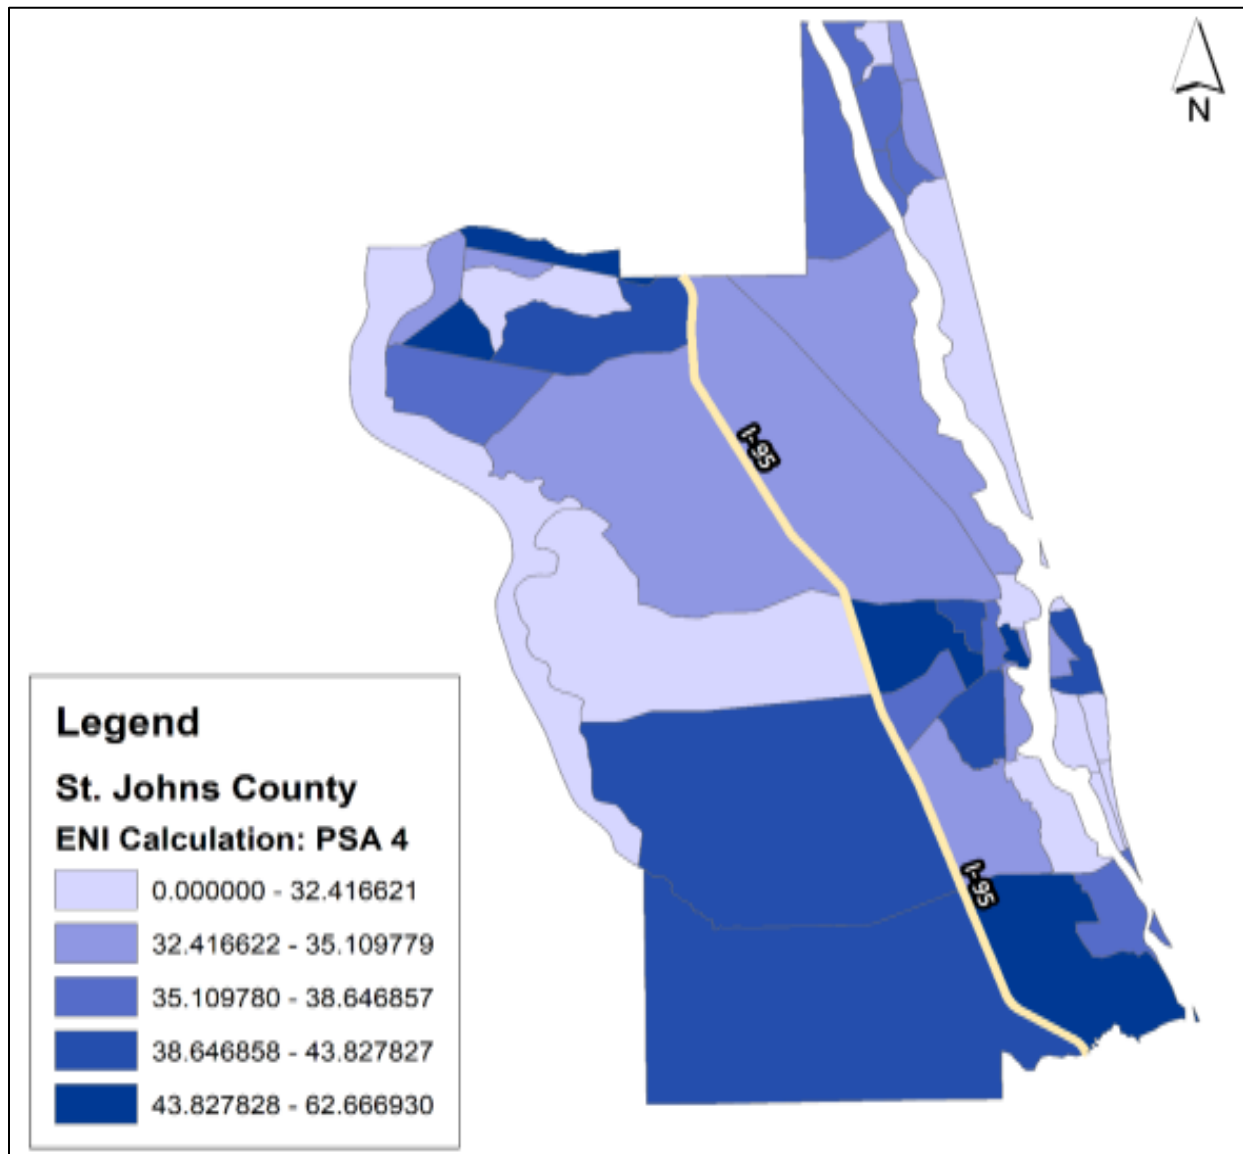 N
I-95
I-95
Legend
St. Johns County
ENI Calculation: PSA 4
0.000000 - 32.416621
32.416622 - 35.109779
35.109780 - 38.646857
38.646858 - 43.827827
43.827828 - 62.666930